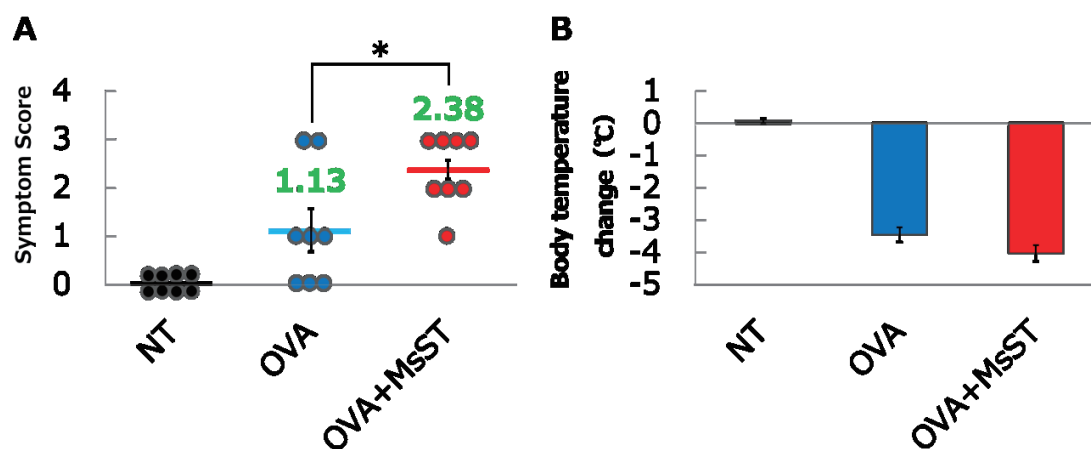 A
Symptom Score
4
3
2
1
0
*
1.13
2.38
NT
OVA
OVA+MsST
B
Body temperature
change (℃)
1
0
-1
-2
-3
-4
-5
NT
OVA
OVA+MsST